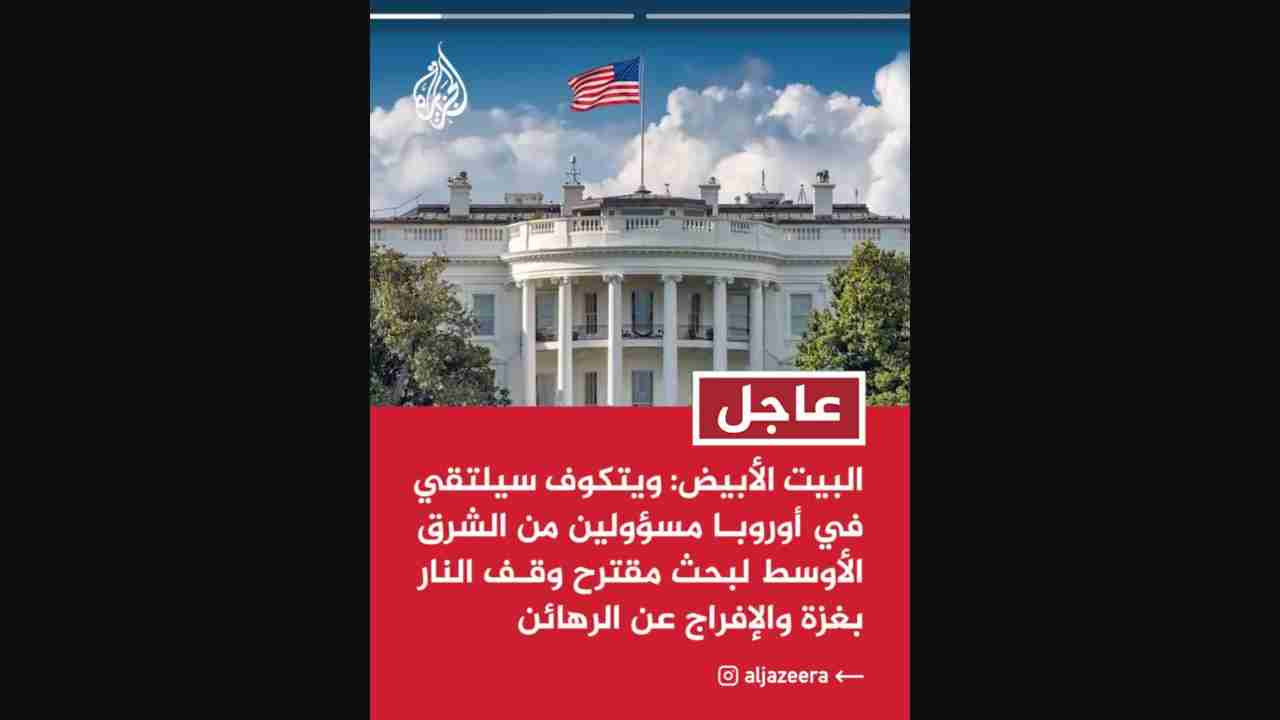 الجزيرة
عاجل
البيت الأبيض: ويتكوف سيلتقي
في أوروبا مسؤولين من الشرق
الأوسط لبحث مقترح وقف النار
بغزة والإفراج عن الرهائن
aljazeera